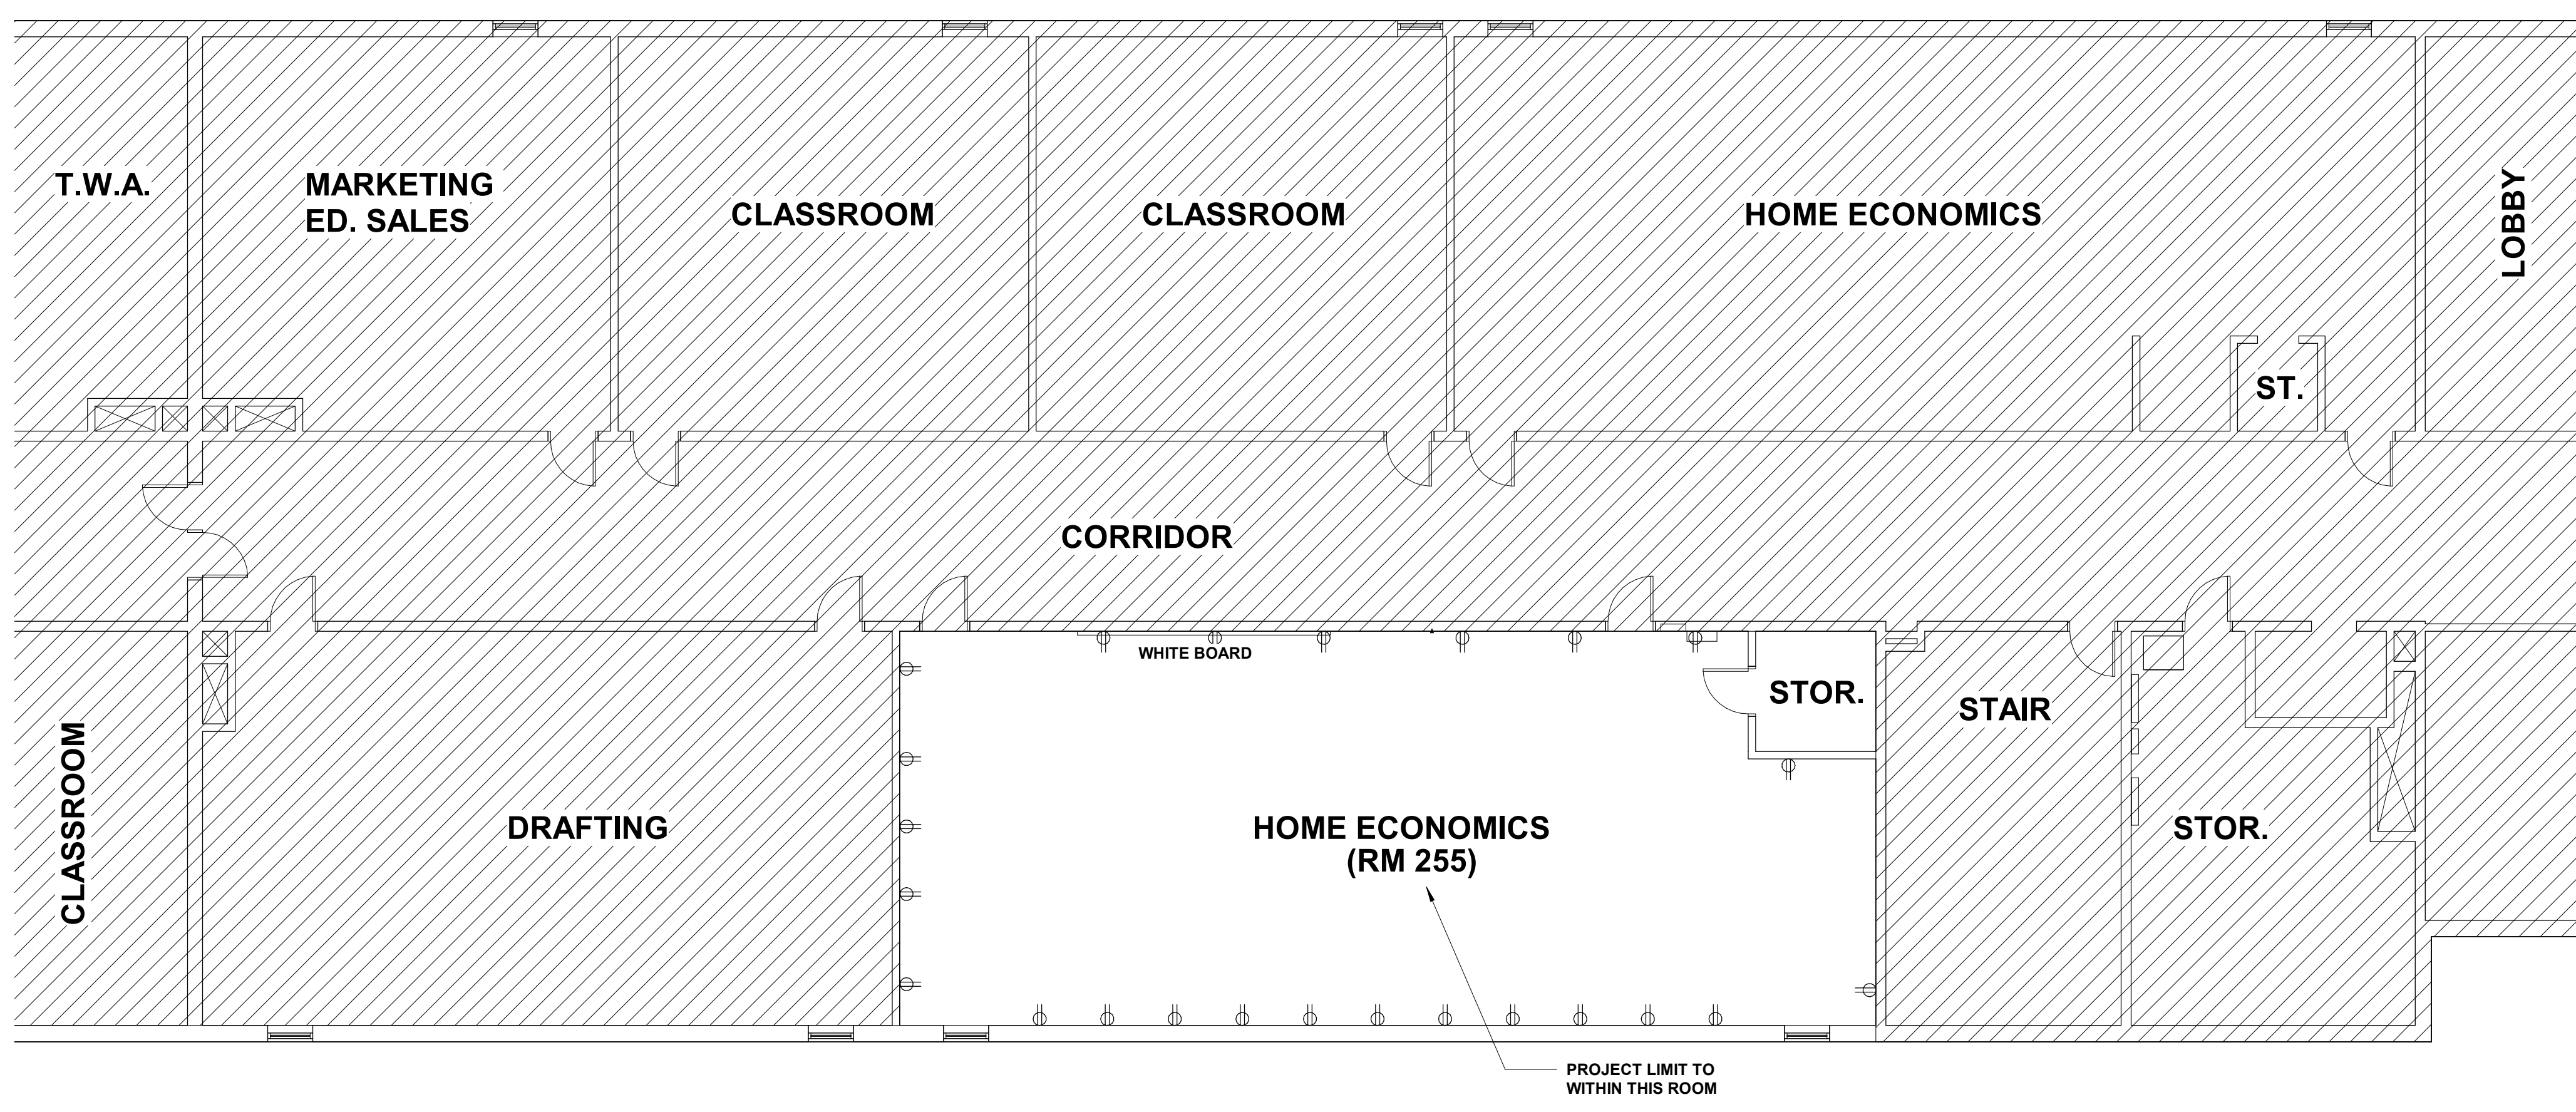 T.W.A.
MARKETING
ED. SALES
CLASSROOM
CLASSROOM
HOME ECONOMICS
LOBBY
ST.
CORRIDOR
WHITE BOARD
STOR.
STAIR
CLASSROOM
DRAFTING
HOME ECONOMICS
(RM 255)
STOR.
PROJECT LIMIT TO
WITHIN THIS ROOM